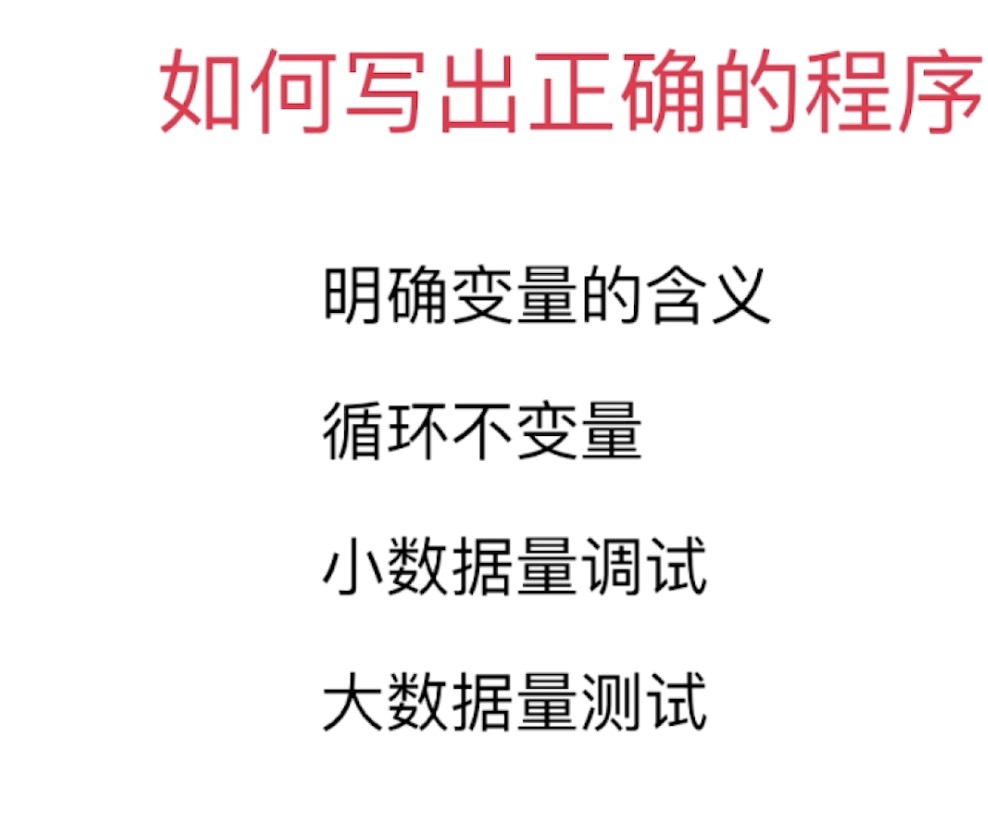 如何写出正确的程序
明确变量的含义
循环不变量
小数据量调试
大数据量测试